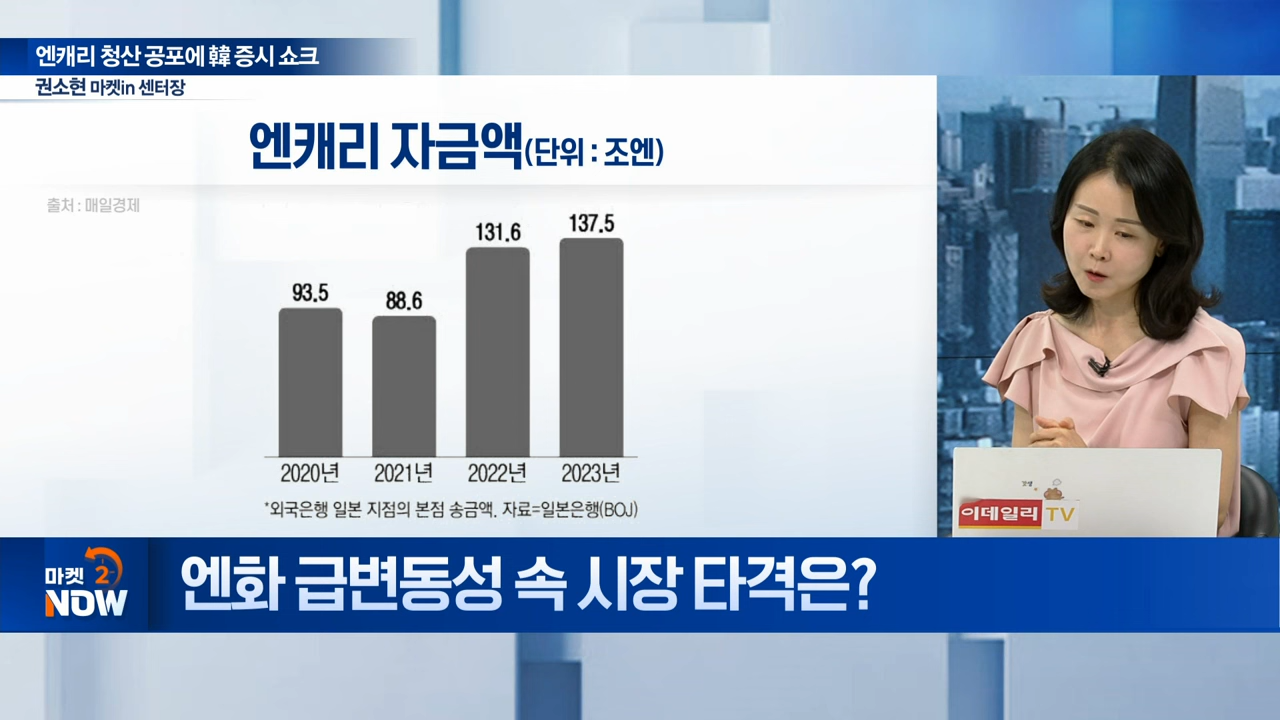 엔캐리 청산 공포에 韓 증시 쇼크
권소현 마켓in 센터장
엔캐리 자금액(단위 : 조엔)
출처 : 매일경제
93.5
88.6
131.6
137.5
2020년
2021년
2022년
2023년
*외국은행 일본 지점의 본점 송금액. 자료=일본은행(BOJ)
이데일리 TV
마켓 2
NOW
엔화 급변동성 속 시장 타격은?